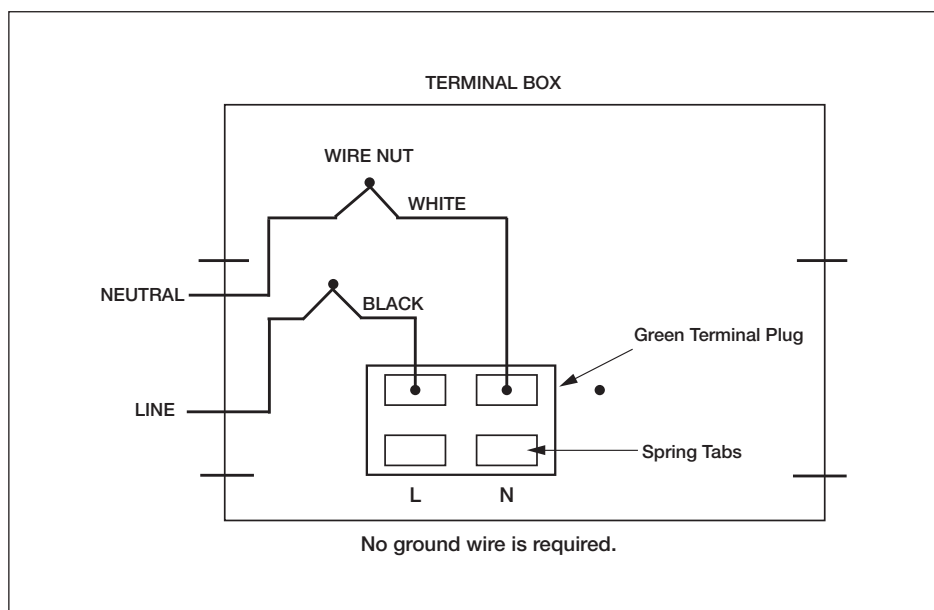 TERMINAL BOX
WIRE NUT
WHITE
NEUTRAL
BLACK
Green Terminal Plug
LINE
Spring Tabs
L N
No ground wire is required.